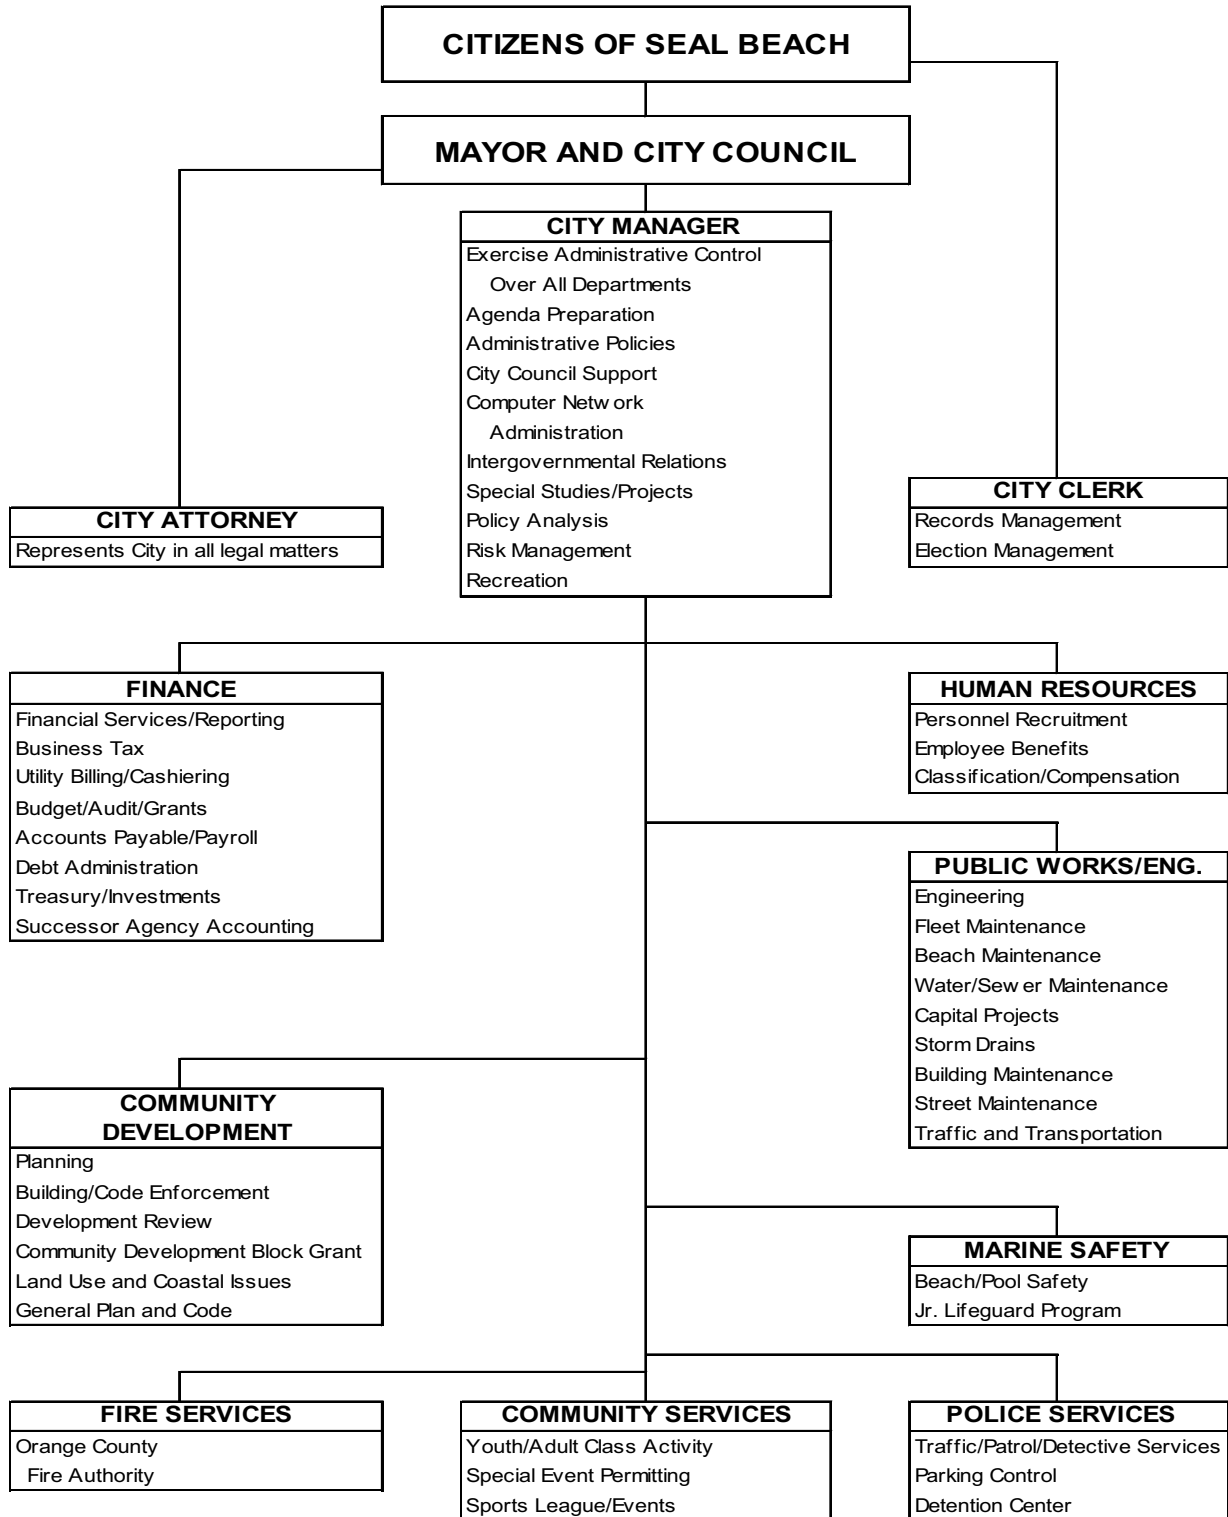 CITIZENS OF SEAL BEACH
MAYOR AND CITY COUNCIL
CITY MANAGER
Exercise Administrative Control
Over All Departments
Agenda Preparation
Administrative Policies
City Council Support
Computer Network
Administration
Intergovernmental Relations
Special Studies/Projects
Policy Analysis
Risk Management
Recreation
CITY ATTORNEY
Represents City in all legal matters
CITY CLERK
Records Management
Election Management
FINANCE
Financial Services/Reporting
Business Tax
Utility Billing/Cashiering
Budget/Audit/Grants
Accounts Payable/Payroll
Debt Administration
Treasury/Investments
Successor Agency Accounting
HUMAN RESOURCES
Personnel Recruitment
Employee Benefits
Classification/Compensation
PUBLIC WORKS/ENG.
Engineering
Fleet Maintenance
Beach Maintenance
Water/Sewer Maintenance
Capital Projects
Storm Drains
Building Maintenance
Street Maintenance
Traffic and Transportation
COMMUNITY
DEVELOPMENT
Planning
Building/Code Enforcement
Development Review
Community Development Block Grant
Land Use and Coastal Issues
General Plan and Code
MARINE SAFETY
Beach/Pool Safety
Jr. Lifeguard Program
FIRE SERVICES
Orange County
Fire Authority
COMMUNITY SERVICES
Youth/Adult Class Activity
Special Event Permitting
Sports League/Events
POLICE SERVICES
Traffic/Patrol/Detective Services
Parking Control
Detention Center